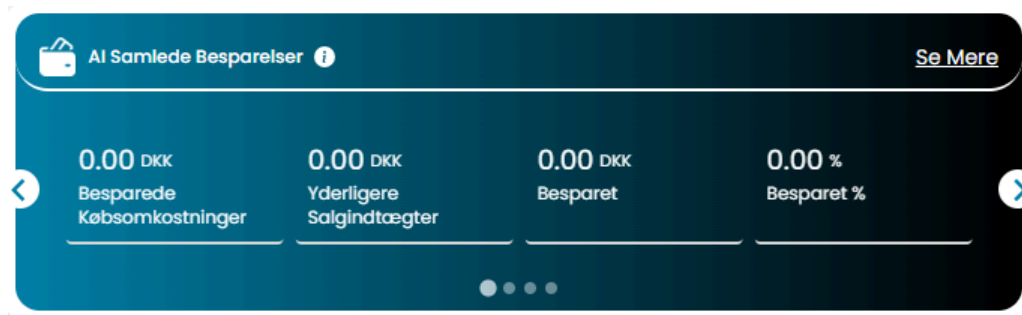 AI Samlede Besparelser i
Se Mere
0.00 DKK
Besparede
Købsomkostninger
0.00 DKK
Yderligere
Salgindtægter
0.00 DKK
Besparet
0.00 %
Besparet %